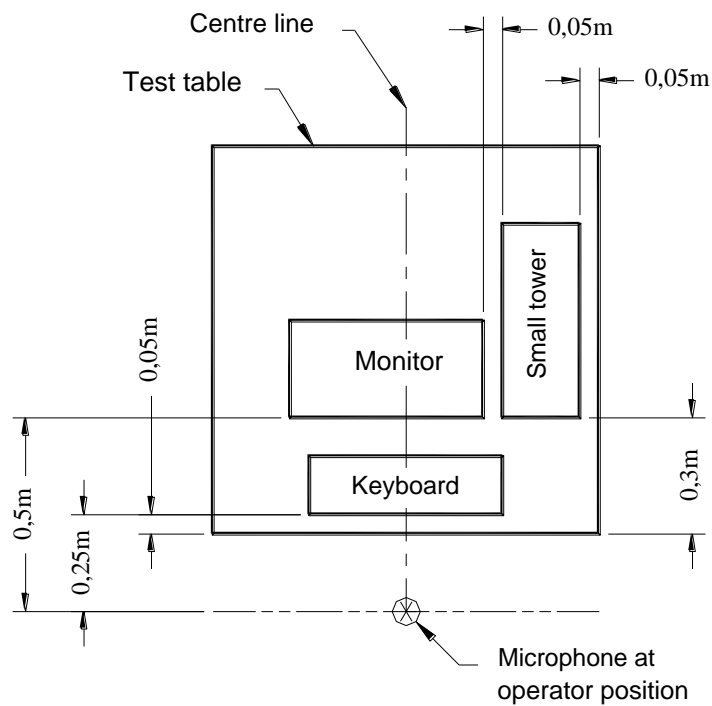 Centre line
0,05m
Test table
0,05m
Small tower
0,05m
Monitor
Keyboard
0,3m
0,5m
0,25m
Microphone at
operator position